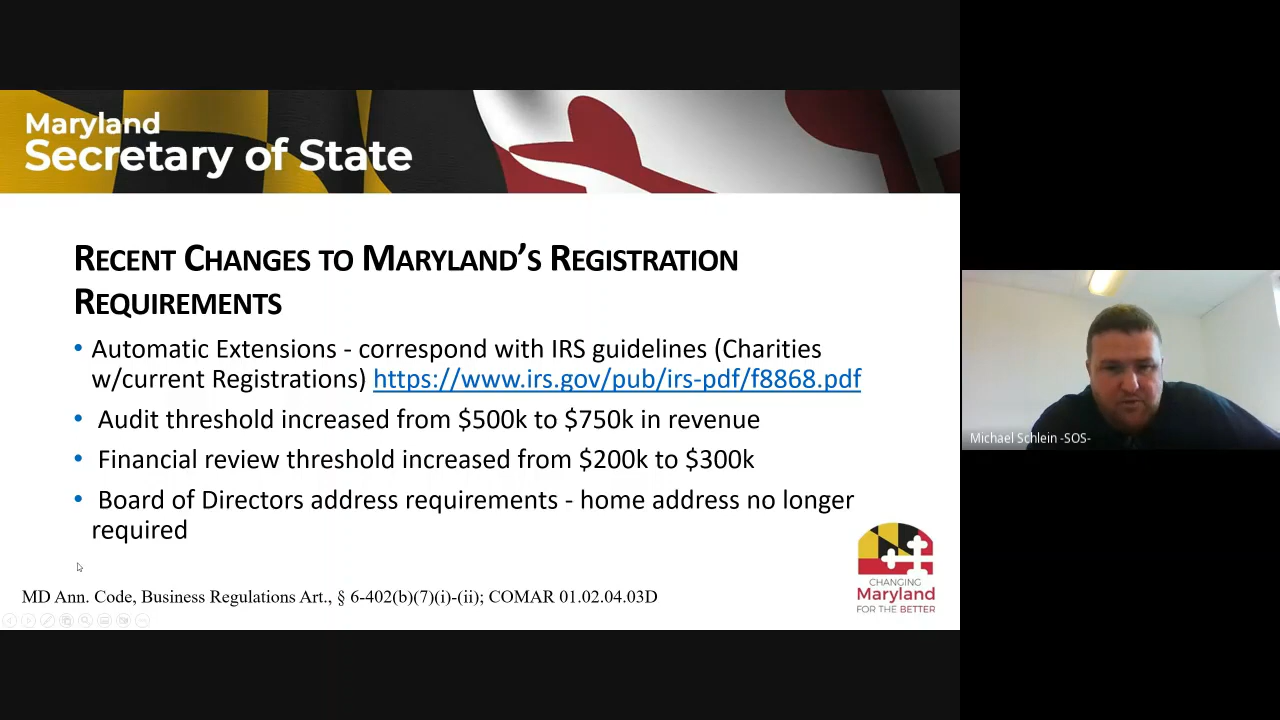 Maryland
Secretary of State
RECENT CHANGES TO MARYLAND'S REGISTRATION
REQUIREMENTS
• Automatic Extensions - correspond with IRS guidelines (Charities
w/current Registrations) https://www.irs.gov/pub/irs-pdf/f8868.pdf
• Audit threshold increased from $500k to $750k in revenue
• Financial review threshold increased from $200k to $300k
• Board of Directors address requirements - home address no longer
required
MD Ann. Code, Business Regulations Art., § 6-402(b)(7)(i)-(ii); COMAR 01.02.04.03D
CHANGING
Maryland
FOR THE BETTER
Michael Schlein -SOS-